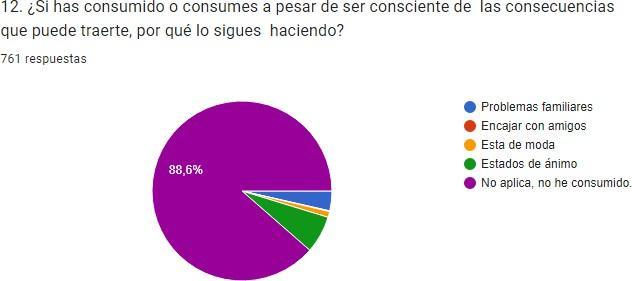 12. ¿Si has consumido o consumes a pesar de ser consciente de las consecuencias
que puede traerte, por qué lo sigues haciendo?
761 respuestas
Problemas familiares
Encajar con amigos
Esta de moda
Estados de ánimo
No aplica, no he consumido.
88,6%